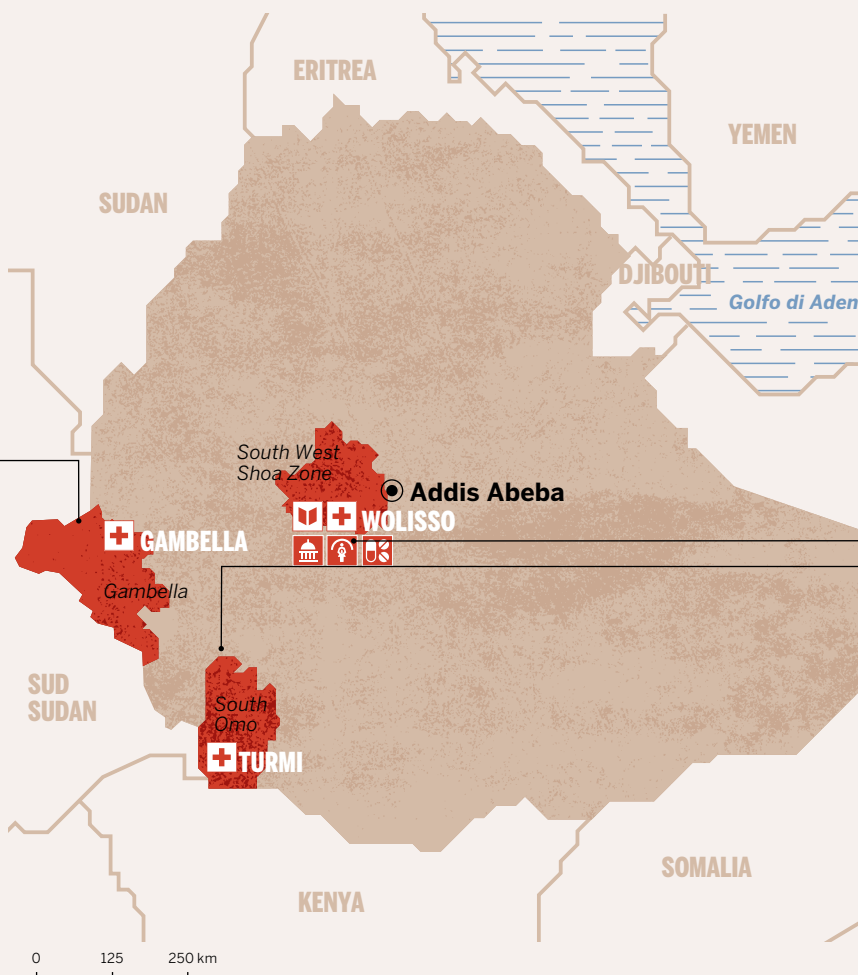 ERITREA
YEMEN
SUDAN
DJIBOUTI
Golfo di Aden
South West
Shoa Zone
Addis Abeba
WOLISSO
GAMBELLA
Gambella
SUD
SUDAN
South
Omo
TURMI
SOMALIA
KENYA
0 125 250 km